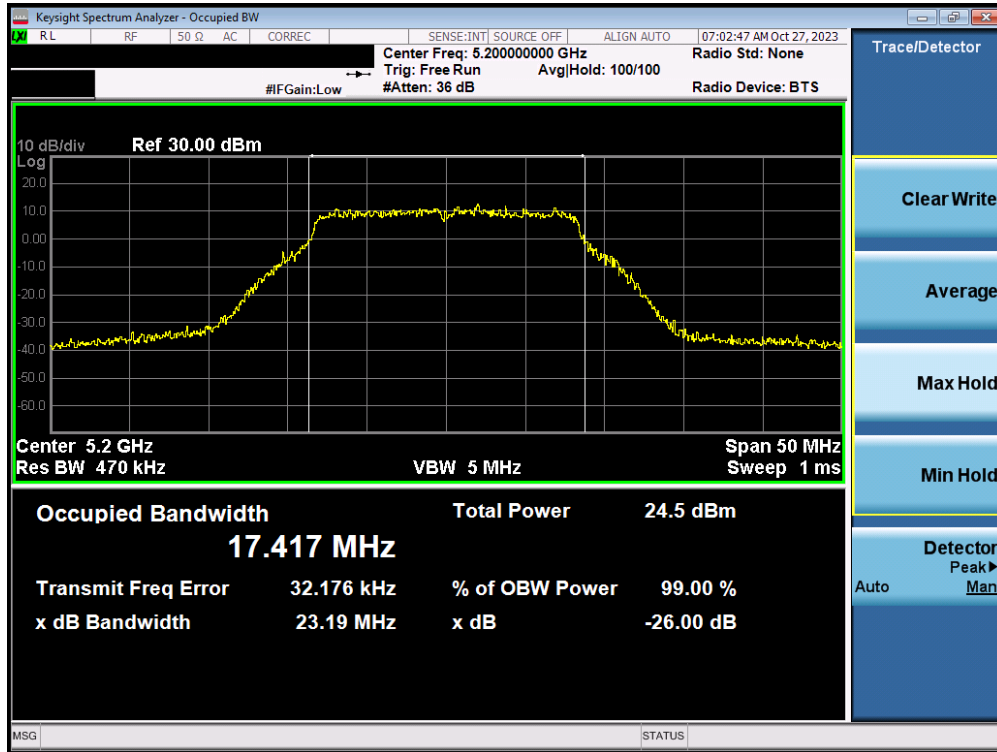 Keysight Spectrum Analyzer - Occupied BW
LXI RL RF 50 Ω AC CORREC SENSE:INT SOURCE OFF ALIGN AUTO 07:02:47 AM Oct 27, 2023
Center Freq: 5.200000000 GHz Radio Std: None
Trig: Free Run Avg|Hold: 100/100
#IFGain:Low #Atten: 36 dB Radio Device: BTS
10 dB/div Ref 30.00 dBm
Log
20.0
10.0
0.00
-10.0
-20.0
-30.0
-40.0
-50.0
-60.0
Center 5.2 GHz Span 50 MHz
Res BW 470 kHz VBW 5 MHz Sweep 1 ms
Occupied Bandwidth Total Power 24.5 dBm
17.417 MHz
Transmit Freq Error 32.176 kHz % of OBW Power 99.00 %
x dB Bandwidth 23.19 MHz x dB -26.00 dB
MSG STATUS
Trace/Detector
Clear Write
Average
Max Hold
Min Hold
Detector
Peak▶
Auto Man